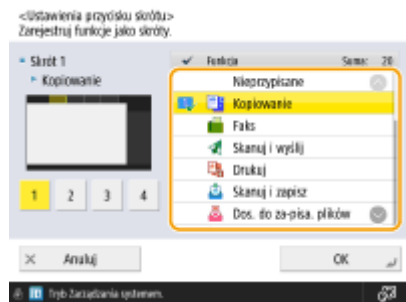 <Ustawienia przycisku skrótu>
Zarejestruj funkcje jako skróty.
Skrót 1
Kopiowanie
1 2 3 4
Funkcja Suma: 20
Nieprzypisane
Kopiowanie
Faks
Skanuj i wyślij
Drukuj
Skanuj i zapisz
Dos. do za-pisa. plików
Anuluj
OK
Tryb Zarządzania systemem.